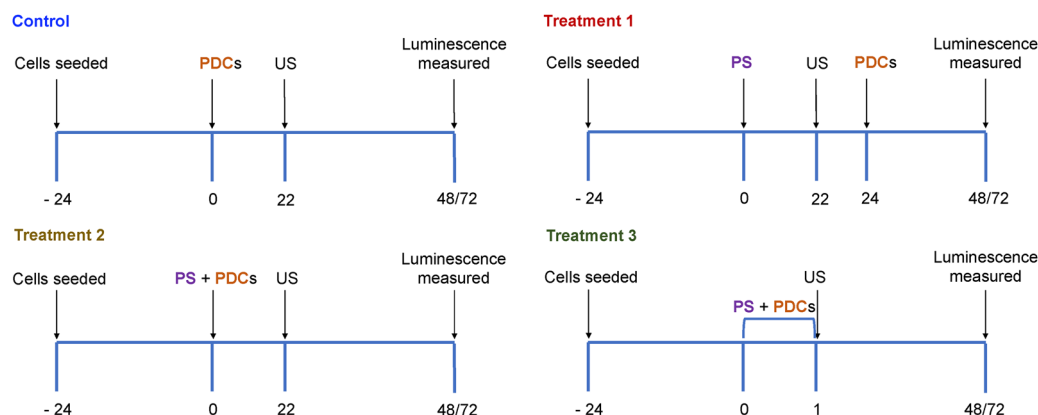 Control
Cells seeded
PDCs
US
Luminescence
measured
- 24
0
22
48/72
Treatment 1
Cells seeded
PS
US
PDCs
Luminescence
measured
- 24
0
22
24
48/72
Treatment 2
Cells seeded
PS + PDCs
US
Luminescence
measured
- 24
0
22
48/72
Treatment 3
Cells seeded
US
PS + PDCs
Luminescence
measured
- 24
0
1
48/72